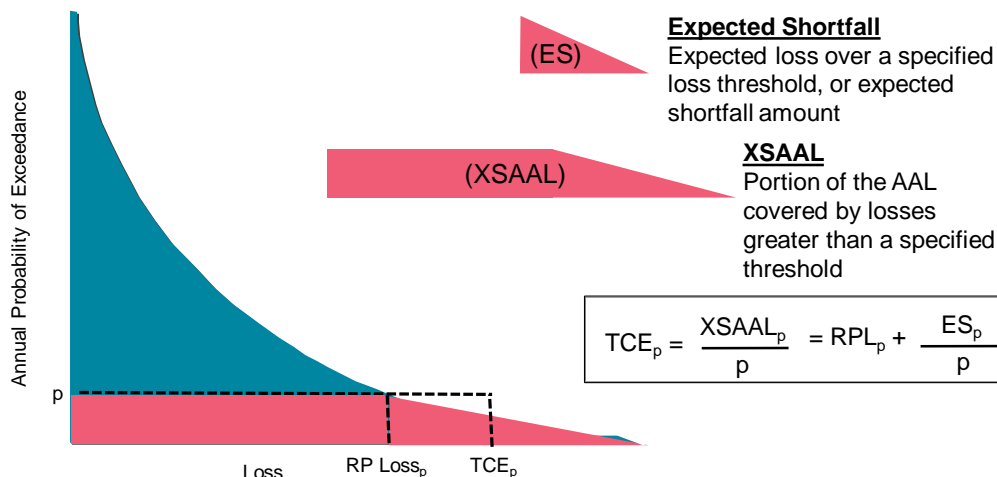 Annual Probability of Exceedance
(ES)
Expected Shortfall
Expected loss over a specified
loss threshold, or expected
shortfall amount
(XSAAL)
XSAAL
Portion of the AAL
covered by losses
greater than a specified
threshold
TCEₚ = XSAALₚ / p = RPLₚ + ESₚ / p
p
Loss
RP Lossₚ
TCEₚ